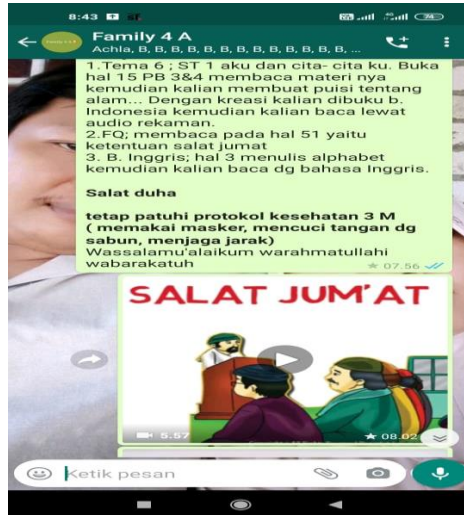 8:43
74
Family 4 A
Achla, B, B, B, B, B, B, B, B, B, B, B, B, B, ...
1.Tema 6 ; ST 1 aku dan cita- cita ku. Buka
hal 15 PB 3&4 membaca materi nya
kemudian kalian membuat puisi tentang
alam... Dengan kreasi kalian dibuku b.
Indonesia kemudian kalian baca lewat
audio rekaman.
2.FQ; membaca pada hal 51 yaitu
ketentuan salat jumat
3. B. Inggris; hal 3 menulis alphabet
kemudian kalian baca dg bahasa Inggris.
Salat duha
tetap patuhi protokol kesehatan 3 M
( memakai masker, mencuci tangan dg
sabun, menjaga jarak)
Wassalamu'alaikum warahmatullahi
wabarakatuh
07.56
SALAT JUM'AT
5.57
08.02
Ketik pesan